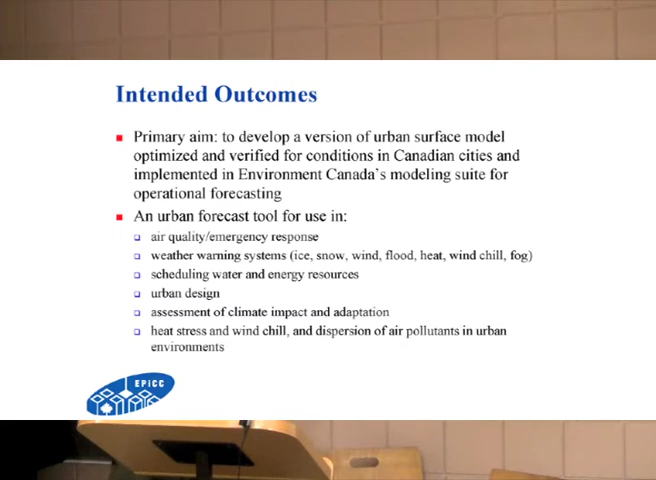 Intended Outcomes
Primary aim: to develop a version of urban surface model
optimized and verified for conditions in Canadian cities and
implemented in Environment Canada's modeling suite for
operational forecasting
An urban forecast tool for use in:
air quality/emergency response
weather warning systems (ice, snow, wind, flood, heat, wind chill, fog)
scheduling water and energy resources
urban design
assessment of climate impact and adaptation
heat stress and wind chill, and dispersion of air pollutants in urban
environments
EPiCC